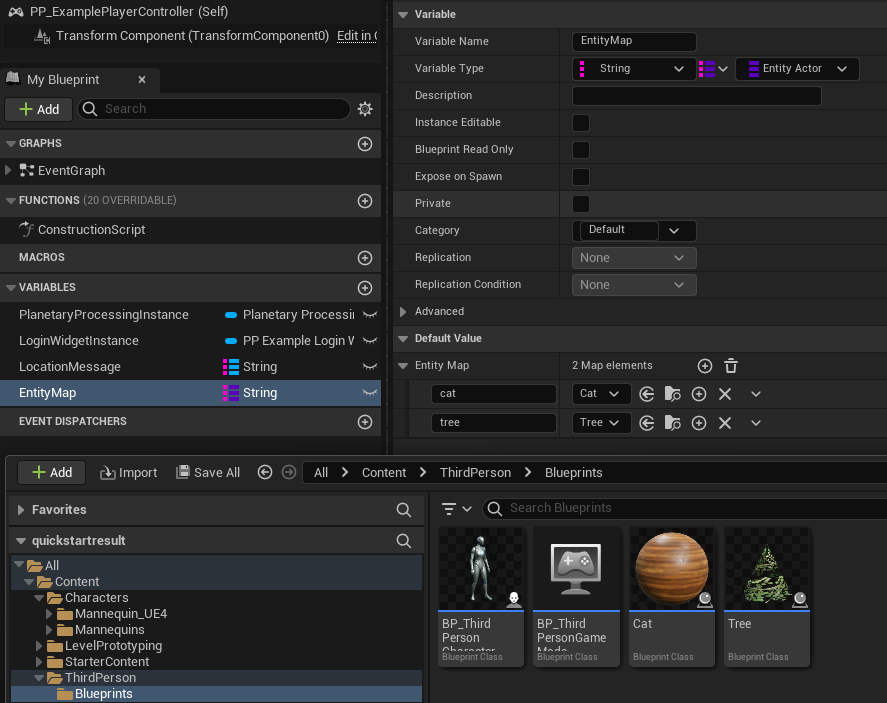 PP_ExamplePlayerController (Self)
Transform Component (TransformComponent0) Edit in C
My Blueprint
Add
Search
GRAPHS
EventGraph
FUNCTIONS (20 OVERRIDABLE)
ConstructionScript
MACROS
VARIABLES
PlanetaryProcessingInstance Planetary Processi
LoginWidgetInstance PP Example Login W
LocationMessage String
EntityMap String
EVENT DISPATCHERS
Variable
Variable Name EntityMap
Variable Type String Entity Actor
Description
Instance Editable
Blueprint Read Only
Expose on Spawn
Private
Category Default
Replication None
Replication Condition None
Advanced
Default Value
Entity Map 2 Map elements
cat Cat
tree Tree
Add Import Save All All Content ThirdPerson Blueprints
Favorites
quickstartresult
All
Content
Characters
Mannequin_UE4
Mannequins
LevelPrototyping
StarterContent
ThirdPerson
Blueprints
Search Blueprints
BP_Third
Person
Character
Blueprint Class
BP_Third
PersonGame
Mode
Blueprint Class
Cat
Blueprint Class
Tree
Blueprint Class